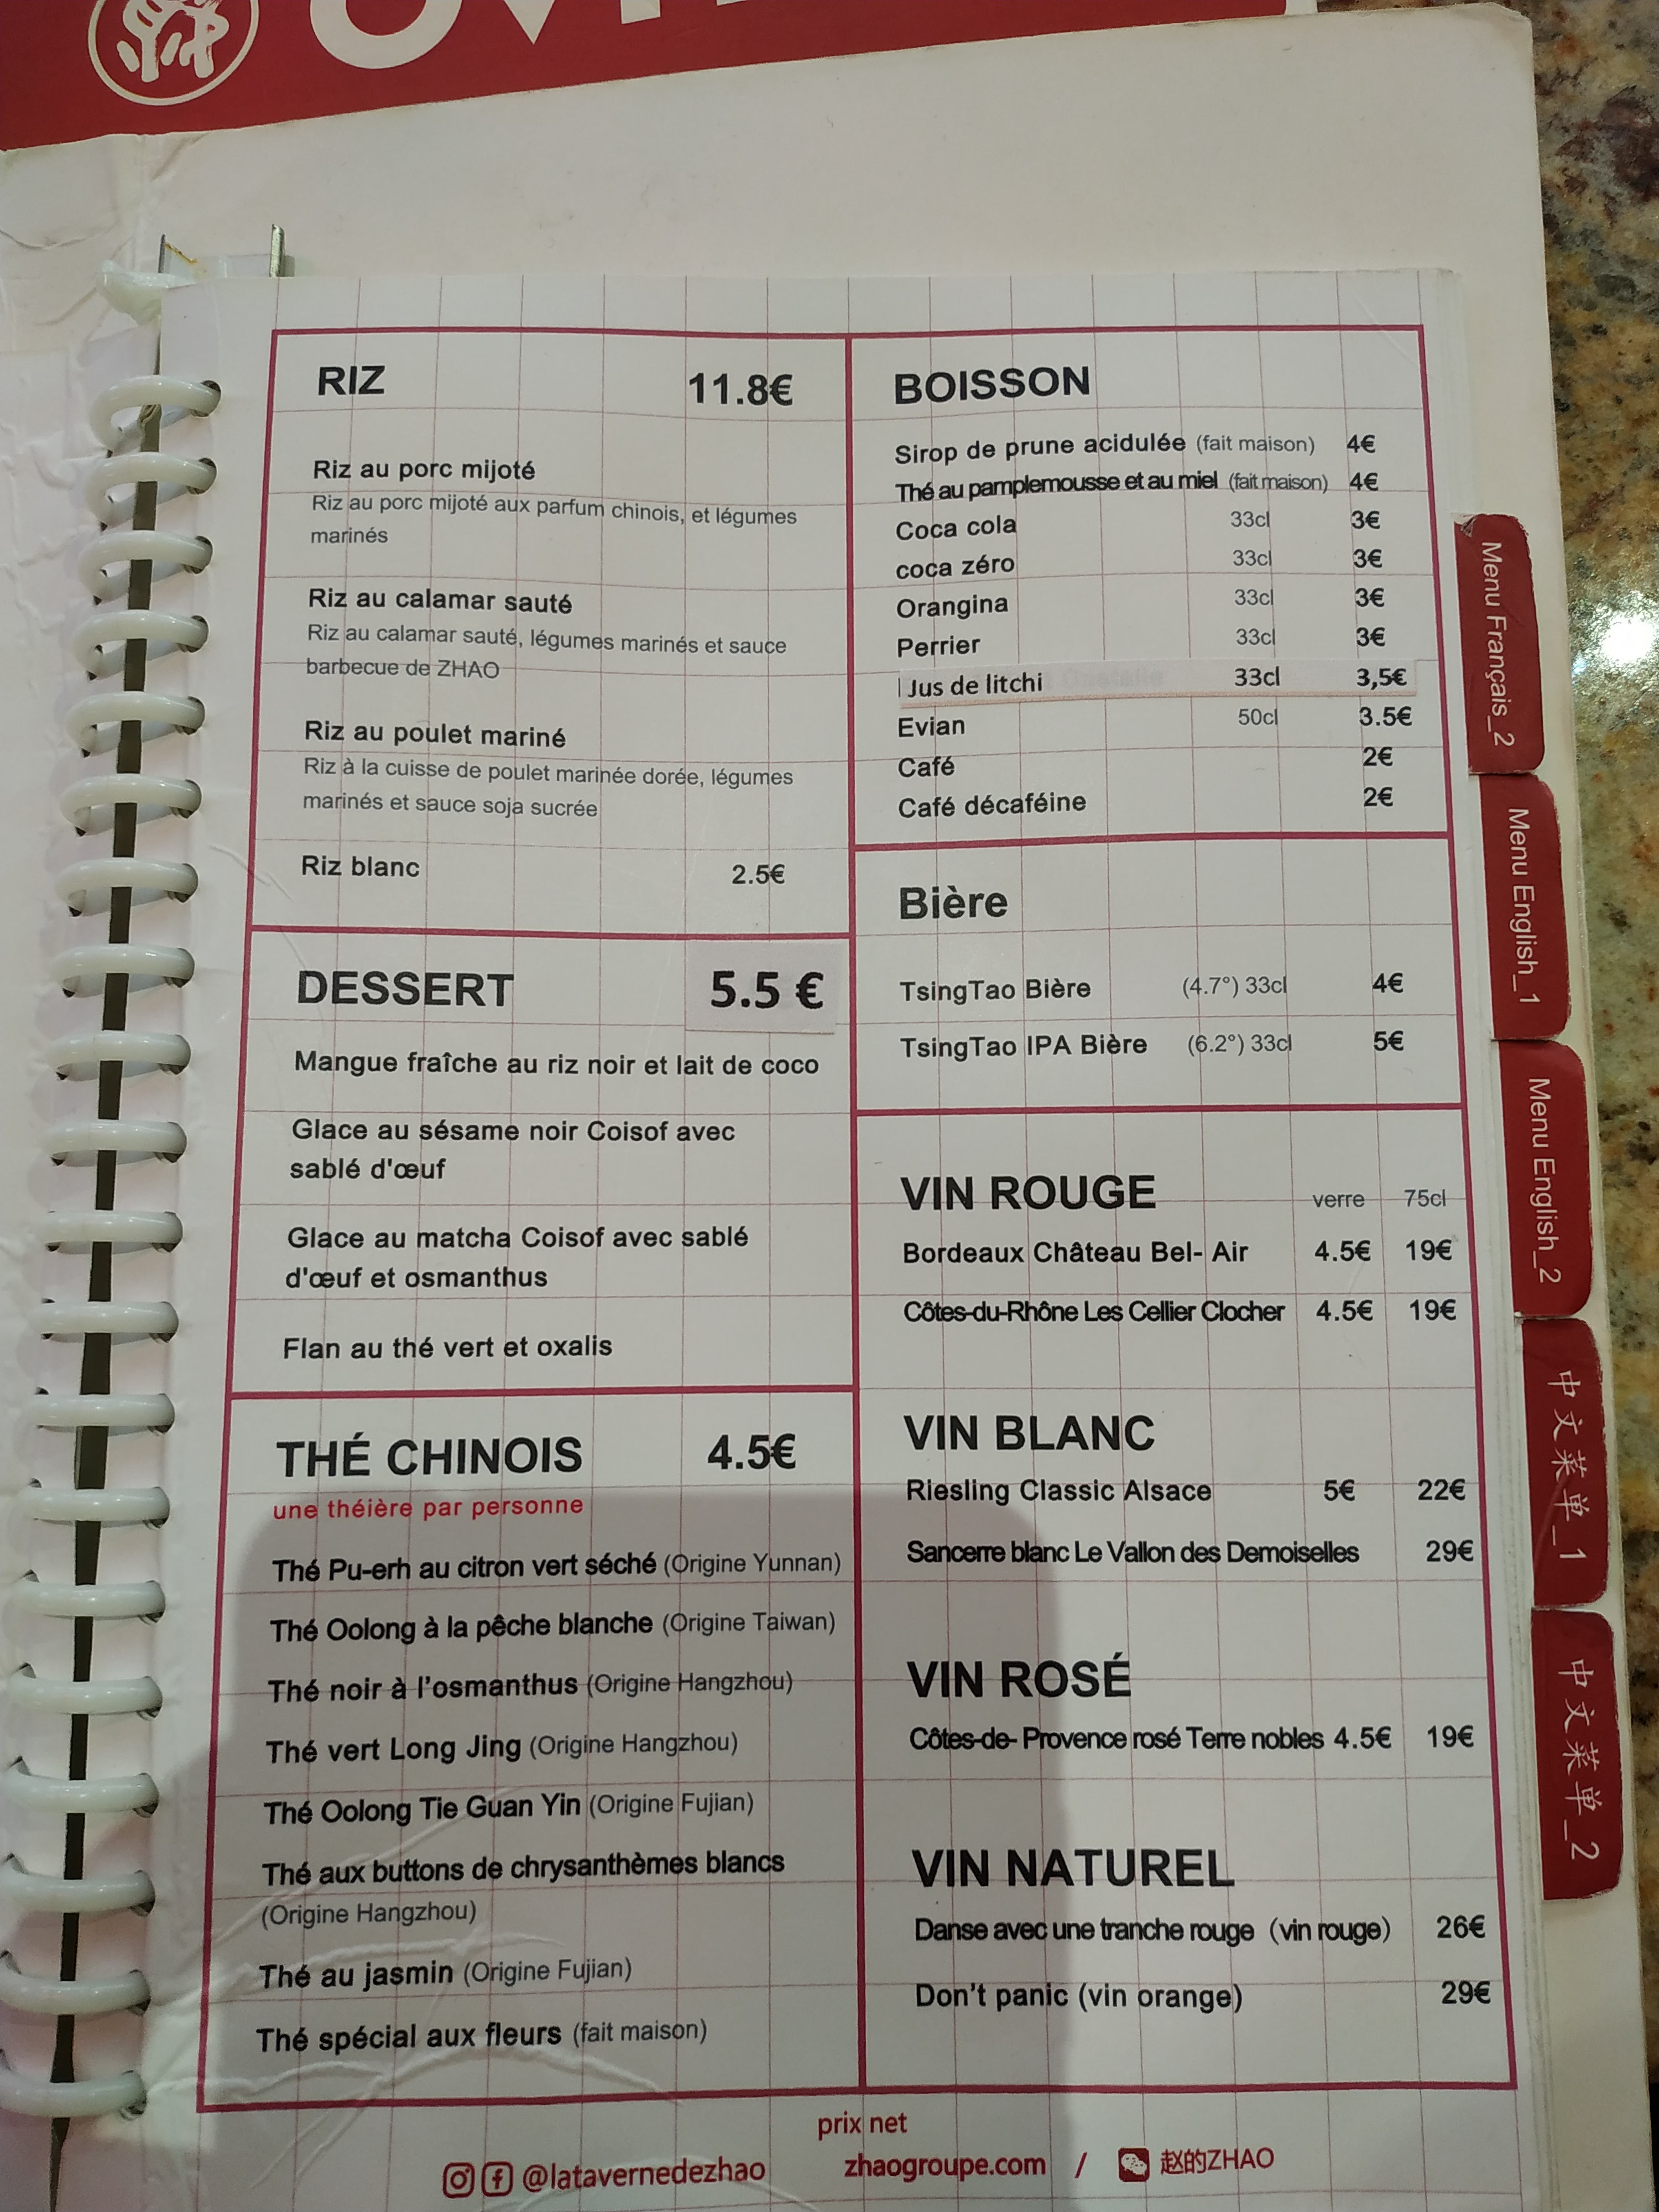 RIZ 11.8€
Riz au porc mijoté
Riz au porc mijoté aux parfum chinois, et légumes
marinés
Riz au calamar sauté
Riz au calamar sauté, légumes marinés et sauce
barbecue de ZHAO
Riz au poulet mariné
Riz à la cuisse de poulet marinée dorée, légumes
marinés et sauce soja sucrée
Riz blanc 2.5€
DESSERT 5.5 €
Mangue fraîche au riz noir et lait de coco
Glace au sésame noir Coisof avec
sablé d'œuf
Glace au matcha Coisof avec sablé
d'œuf et osmanthus
Flan au thé vert et oxalis
THÉ CHINOIS 4.5€
une théière par personne
Thé Pu-erh au citron vert séché (Origine Yunnan)
Thé Oolong à la pêche blanche (Origine Taiwan)
Thé noir à l'osmanthus (Origine Hangzhou)
Thé vert Long Jing (Origine Hangzhou)
Thé Oolong Tie Guan Yin (Origine Fujian)
Thé aux buttons de chrysanthèmes blancs
(Origine Hangzhou)
Thé au jasmin (Origine Fujian)
Thé spécial aux fleurs (fait maison)
BOISSON
Sirop de prune acidulée (fait maison) 4€
Thé au pamplemousse et au miel (fait maison) 4€
Coca cola 33cl 3€
coca zéro 33cl 3€
Orangina 33cl 3€
Perrier 33cl 3€
Jus de litchi 33cl 3,5€
Evian 50cl 3.5€
Café 2€
Café décaféine 2€
Bière
TsingTao Bière (4.7°) 33cl 4€
TsingTao IPA Bière (6.2°) 33cl 5€
VIN ROUGE verre 75cl
Bordeaux Château Bel- Air 4.5€ 19€
Côtes-du-Rhône Les Cellier Clocher 4.5€ 19€
VIN BLANC
Riesling Classic Alsace 5€ 22€
Sancerre blanc Le Vallon des Demoiselles 29€
VIN ROSÉ
Côtes-de- Provence rosé Terre nobles 4.5€ 19€
VIN NATUREL
Danse avec une tranche rouge (vin rouge) 26€
Don't panic (vin orange) 29€
prix net
@latavernedezhao zhaogroupe.com / 赵的ZHAO
Menu Français_2
Menu English_1
Menu English_2
中文菜单_1
中文菜单_2